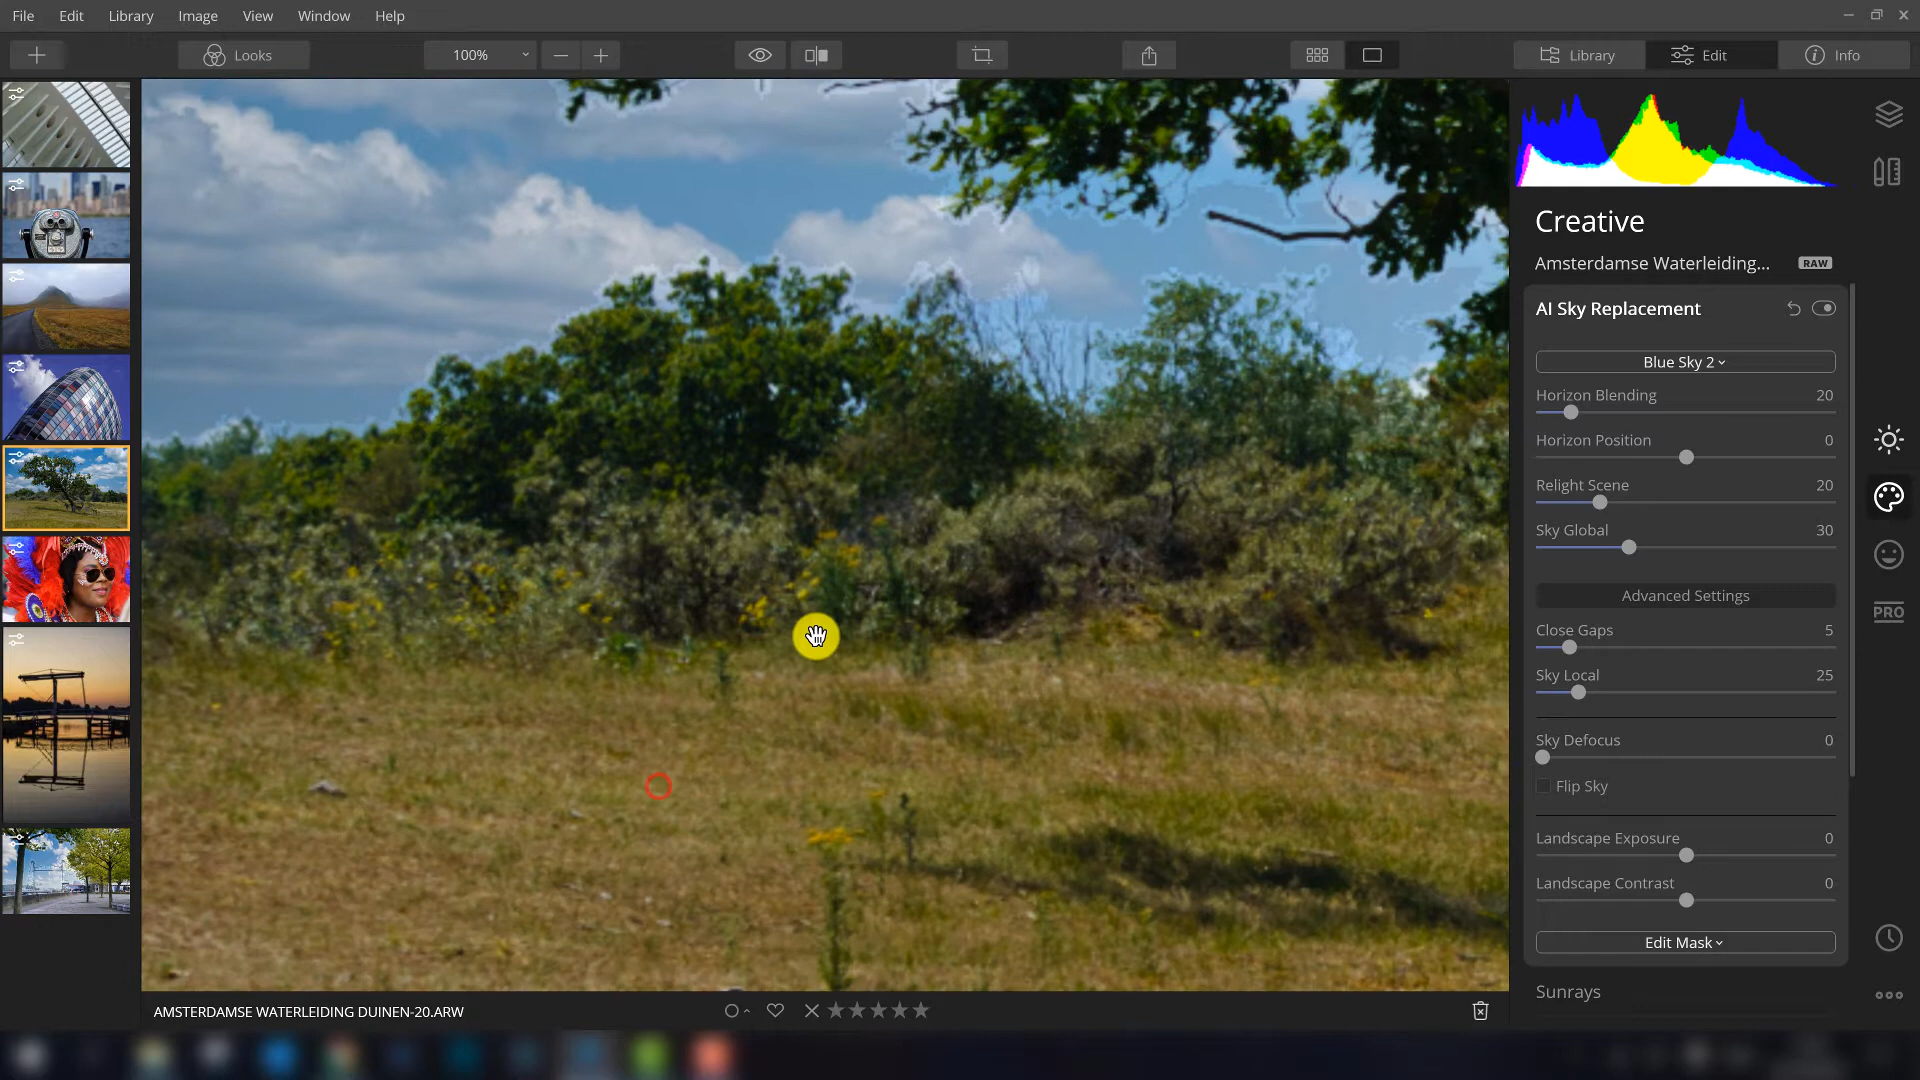 File Edit Library Image View Window Help
Looks 100% Library Edit Info
Creative
Amsterdamse Waterleiding... RAW
AI Sky Replacement
Blue Sky 2
Horizon Blending 20
Horizon Position 0
Relight Scene 20
Sky Global 30
Advanced Settings
Close Gaps 5
Sky Local 25
Sky Defocus 0
Flip Sky
Landscape Exposure 0
Landscape Contrast 0
Edit Mask
Sunrays
PRO
AMSTERDAMSE WATERLEIDING DUINEN-20.ARW